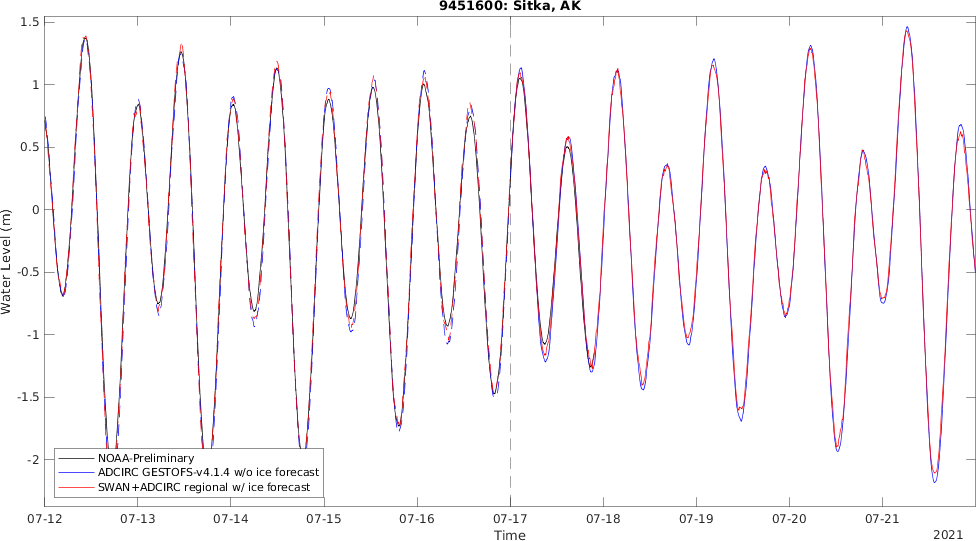 9451600: Sitka, AK
Water Level (m)
1.5
1
0.5
0
-0.5
-1
-1.5
-2
NOAA-Preliminary
ADCIRC GESTOFS-v4.1.4 w/o ice forecast
SWAN+ADCIRC regional w/ ice forecast
07-12 07-13 07-14 07-15 07-16 07-17 07-18 07-19 07-20 07-21
Time
2021